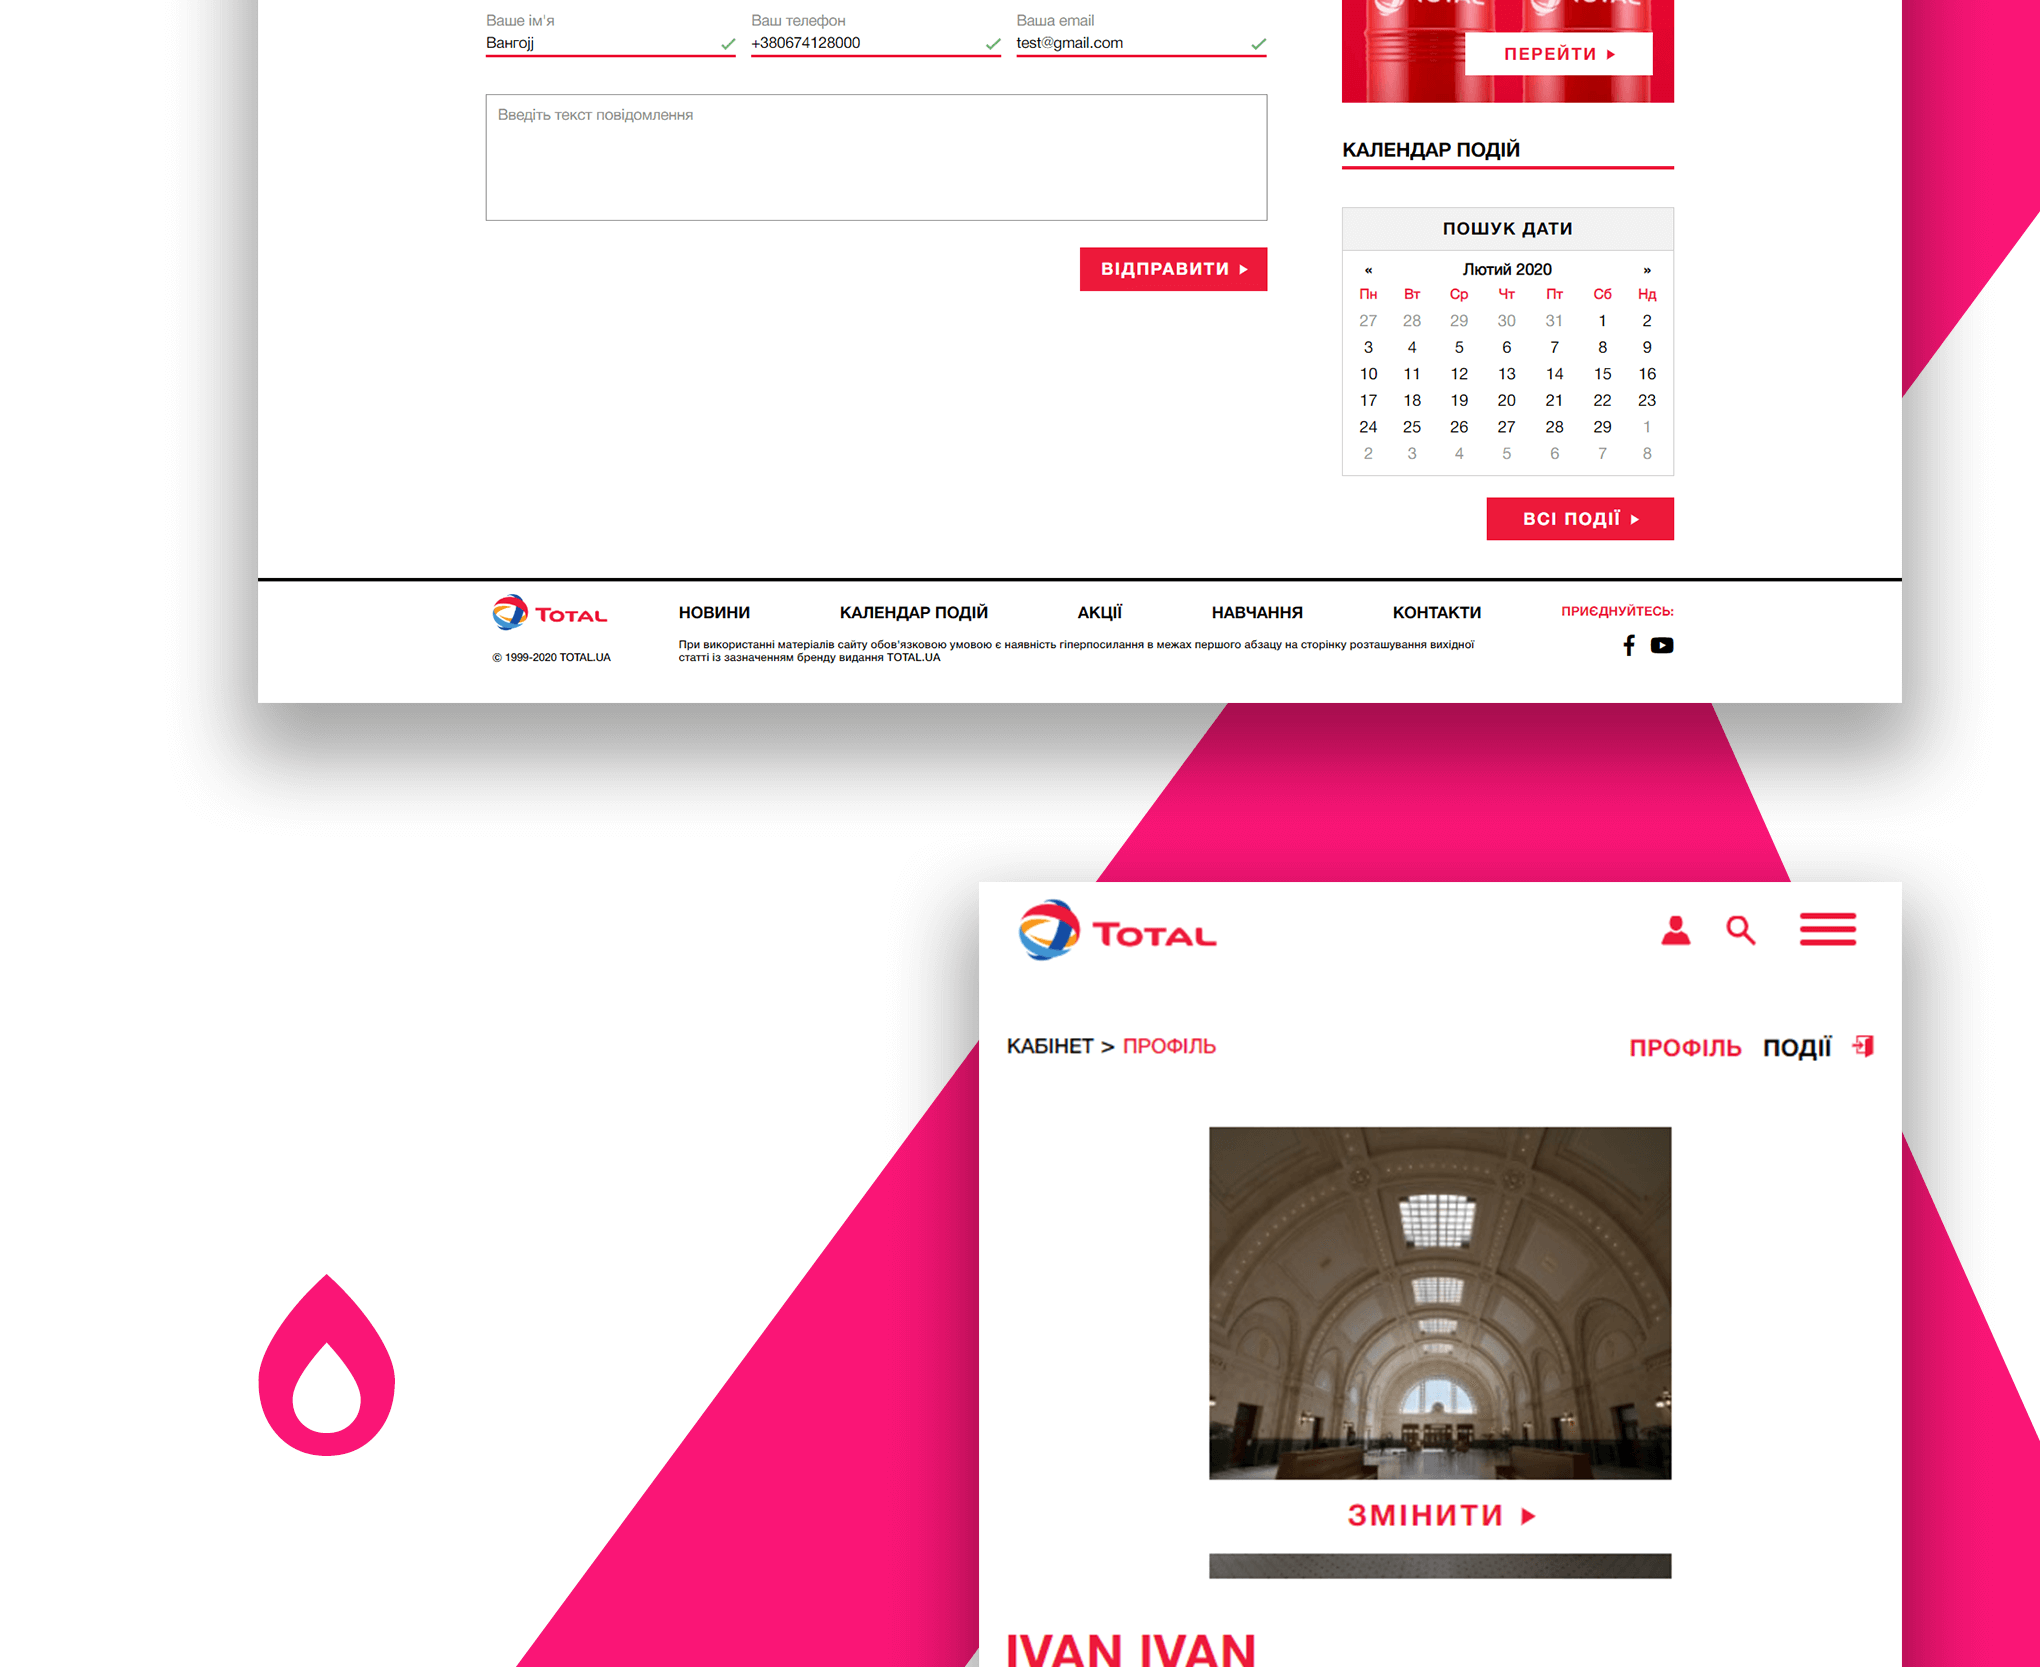 Ваше ім'я
Вангоjj
Ваш телефон
+380674128000
Ваша email
test@gmail.com
Введіть текст повідомлення
ВІДПРАВИТИ
TOTAL TOTAL
ПЕРЕЙТИ
КАЛЕНДАР ПОДІЙ
ПОШУК ДАТИ
« Лютий 2020 »
Пн Вт Ср Чт Пт Сб Нд
27 28 29 30 31 1 2
3 4 5 6 7 8 9
10 11 12 13 14 15 16
17 18 19 20 21 22 23
24 25 26 27 28 29 1
2 3 4 5 6 7 8
ВСІ ПОДІЇ
TOTAL
© 1999-2020 TOTAL.UA
НОВИНИ КАЛЕНДАР ПОДІЙ АКЦІЇ НАВЧАННЯ КОНТАКТИ
При використанні матеріалів сайту обов'язковою умовою є наявність гіперпосилання в межах першого абзацу на сторінку розташування вихідної
статті із зазначенням бренду видання TOTAL.UA
ПРИЄДНУЙТЕСЬ:
TOTAL
КАБІНЕТ > ПРОФІЛЬ
ПРОФІЛЬ ПОДІЇ
ЗМІНИТИ
IVAN IVAN